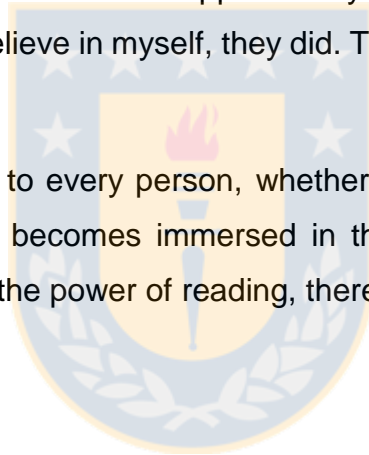 elieve in myself, they did. T
to every person, whether
becomes immersed in th
the power of reading, there